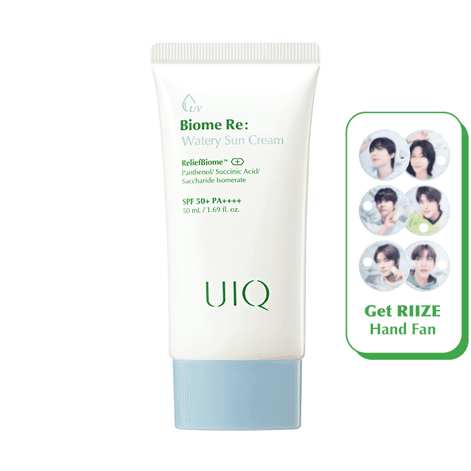 UV
Biome Re:
Watery Sun Cream
ReliefBiome™ +
Panthenol/ Succinic Acid/
Saccharide Isomerate
SPF 50+ PA++++
50 ml / 1.69 fl. oz.
UIQ
Get RIIZE
Hand Fan